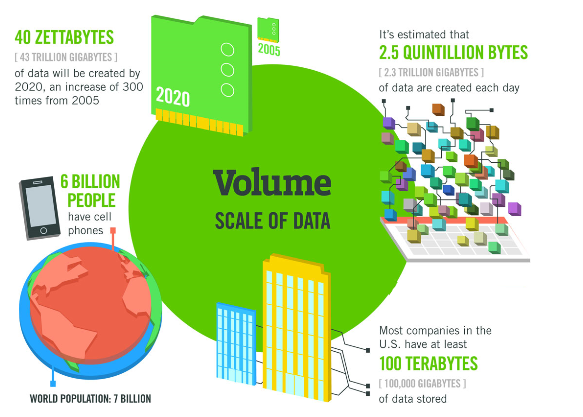 40 ZETTABYTES
[ 43 TRILLION GIGABYTES ]
of data will be created by
2020, an increase of 300
times from 2005
2020
2005
It's estimated that
2.5 QUINTILLION BYTES
[ 2.3 TRILLION GIGABYTES ]
of data are created each day
6 BILLION
PEOPLE
have cell
phones
WORLD POPULATION: 7 BILLION
Volume
SCALE OF DATA
Most companies in the
U.S. have at least
100 TERABYTES
[ 100,000 GIGABYTES ]
of data stored